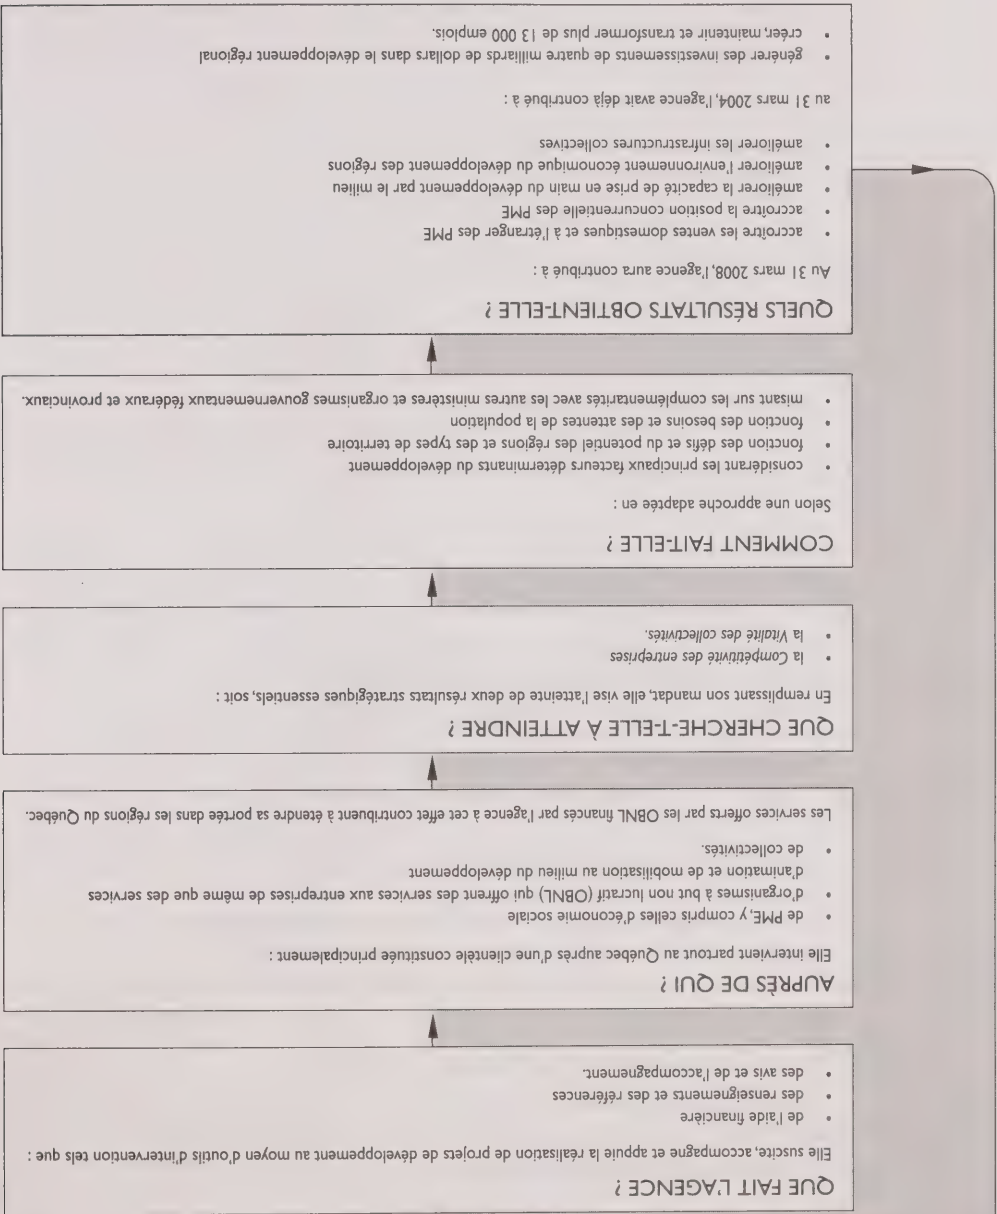 QUE FAIT L'AGENCE ?
Elle suscite, accompagne et appuie la réalisation de projets de développement au moyen d'outils d'intervention tels que :
• de l'aide financière
• des renseignements et des références
• des avis et de l'accompagnement.
AUPRÈS DE QUI ?
Elle intervient partout au Québec auprès d'une clientèle constituée principalement :
• de PME, y compris celles d'économie sociale
• d'organismes à but non lucratif (OBNL) qui offrent des services aux entreprises de même que des services
d'animation et de mobilisation au milieu du développement
• de collectivités.
Les services offerts par les OBNL financés par l'agence à cet effet contribuent à étendre sa portée dans les régions du Québec.
QUE CHERCHE-T-ELLE À ATTEINDRE ?
En remplissant son mandat, elle vise l'atteinte de deux résultats stratégiques essentiels, soit :
• la Compétitivité des entreprises
• la Vitalité des collectivités.
COMMENT FAIT-ELLE ?
Selon une approche adaptée en :
• considérant les principaux facteurs déterminants du développement
• fonction des défis et du potentiel des régions et des types de territoire
• fonction des besoins et des attentes de la population
• misant sur les complémentarités avec les autres ministères et organismes gouvernementaux fédéraux et provinciaux.
QUELS RÉSULTATS OBTIENT-ELLE ?
Au 31 mars 2008, l'agence aura contribué à :
• accroître les ventes domestiques et à l'étranger des PME
• accroître la position concurrentielle des PME
• améliorer la capacité de prise en main du développement par le milieu
• améliorer l'environnement économique du développement des régions
• améliorer les infrastructures collectives
au 31 mars 2004, l'agence avait déjà contribué à :
• générer des investissements de quatre milliards de dollars dans le développement régional
• créer, maintenir et transformer plus de 13 000 emplois.